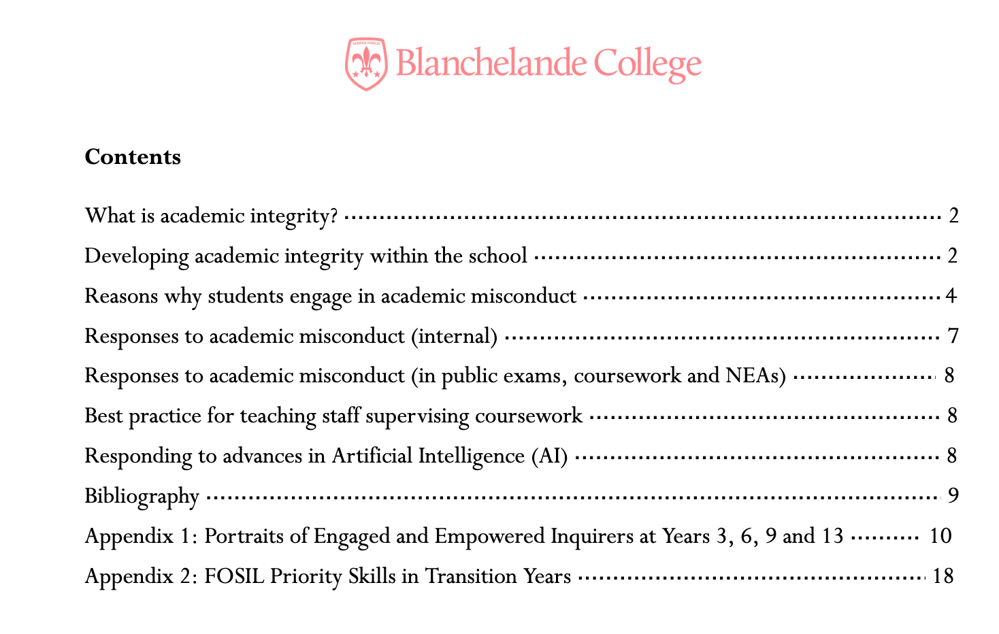 SEMPER FIDELIS
Blanchelande College
Contents
What is academic integrity? 2
Developing academic integrity within the school 2
Reasons why students engage in academic misconduct 4
Responses to academic misconduct (internal) 7
Responses to academic misconduct (in public exams, coursework and NEAs) 8
Best practice for teaching staff supervising coursework 8
Responding to advances in Artificial Intelligence (AI) 8
Bibliography 9
Appendix 1: Portraits of Engaged and Empowered Inquirers at Years 3, 6, 9 and 13 10
Appendix 2: FOSIL Priority Skills in Transition Years 18